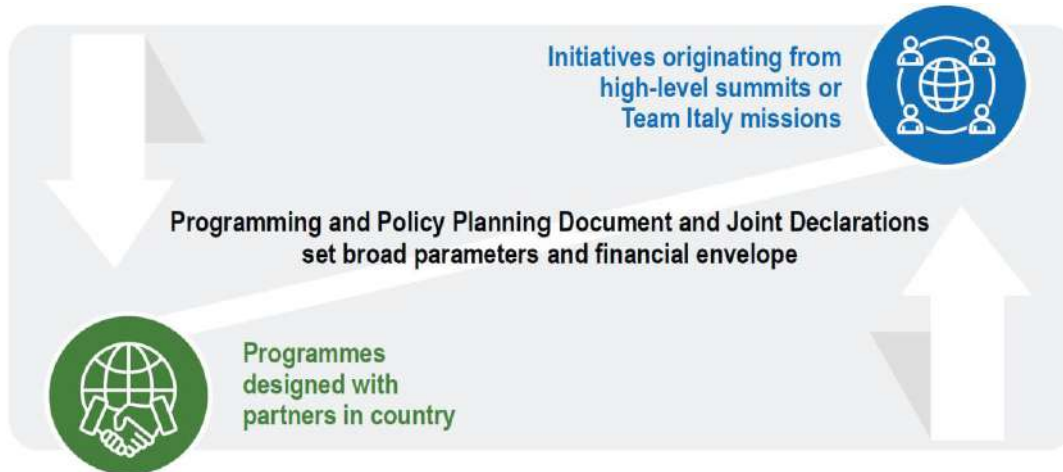 Initiatives originating from
high-level summits or
Team Italy missions
Programming and Policy Planning Document and Joint Declarations
set broad parameters and financial envelope
Programmes
designed with
partners in country